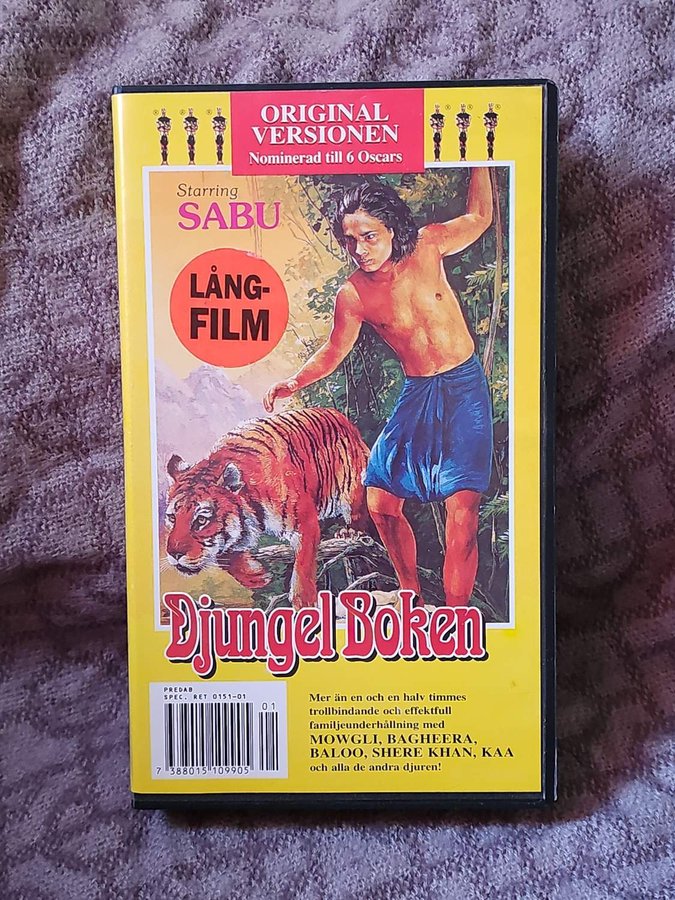 ORIGINAL
VERSIONEN
Nominerad till 6 Oscars
Starring
SABU
LÅNG-
FILM
Djungel Boken
PREDAB
SPEC. RET 0151-01
01
7 388015 109905
Mer än en och en halv timmes
trollbindande och effektfull
familjeunderhållning med
MOWGLI, BAGHEERA,
BALOO, SHERE KHAN, KAA
och alla de andra djuren!